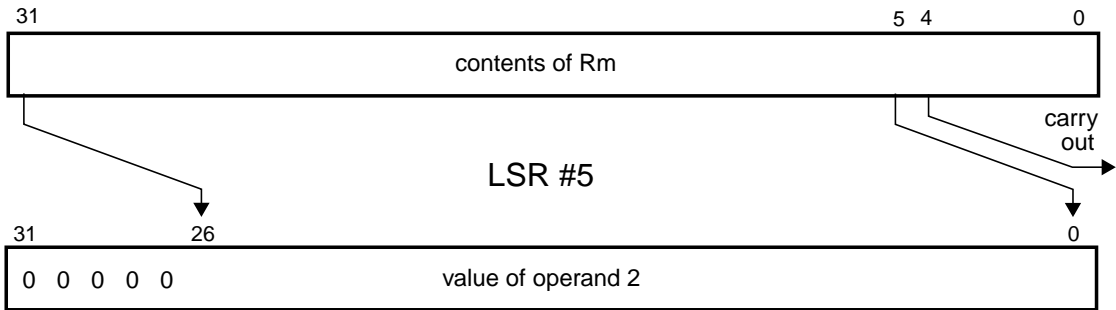 31 5 4 0
contents of Rm
carry
out
LSR #5
31 26 0
0 0 0 0 0 value of operand 2